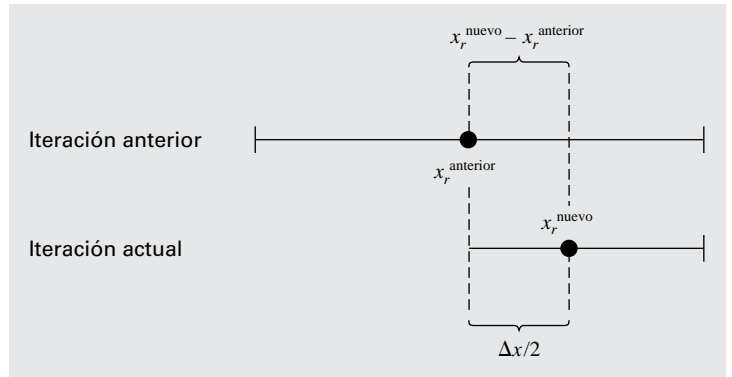 x_r^nuevo – x_r^anterior
Iteración anterior
x_r^anterior
x_r^nuevo
Iteración actual
Δx/2